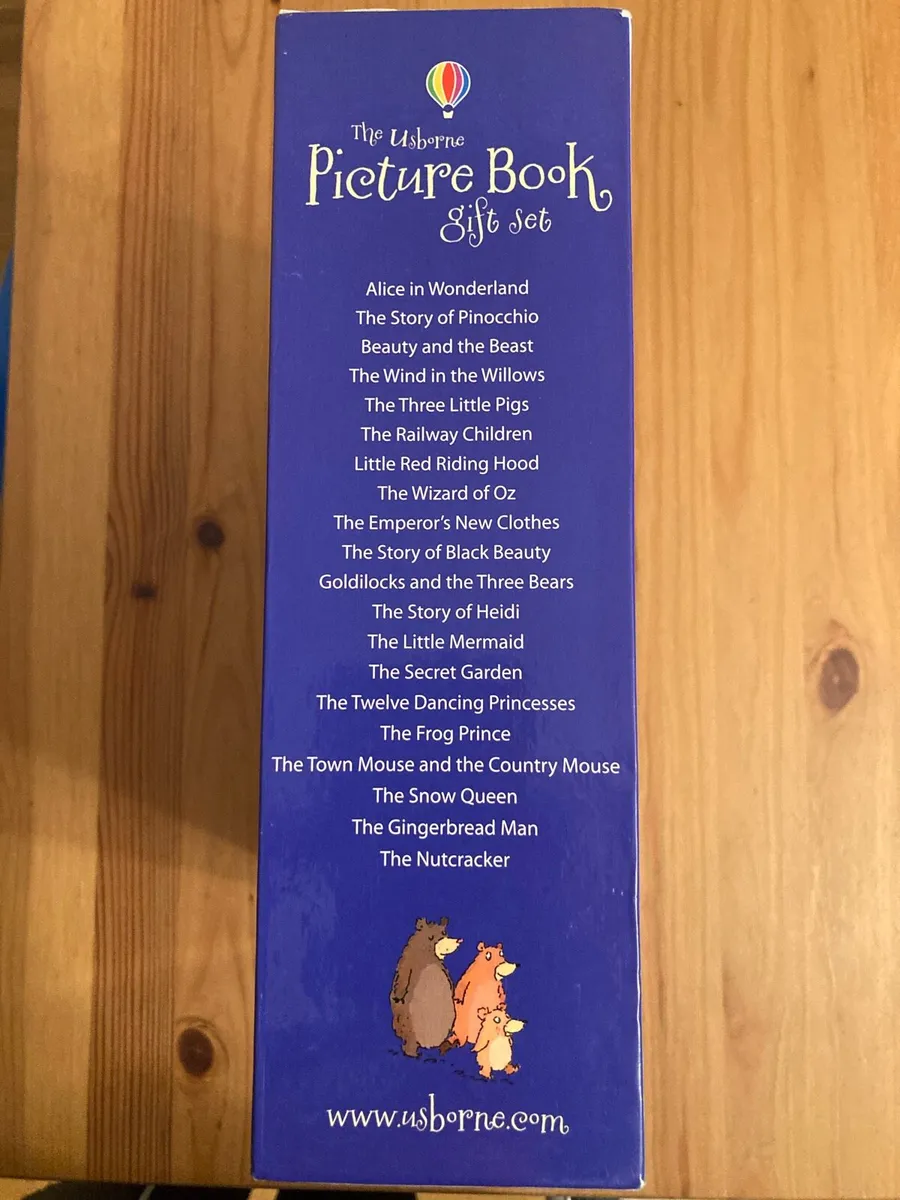 The Usborne
Picture Book
gift set
Alice in Wonderland
The Story of Pinocchio
Beauty and the Beast
The Wind in the Willows
The Three Little Pigs
The Railway Children
Little Red Riding Hood
The Wizard of Oz
The Emperor's New Clothes
The Story of Black Beauty
Goldilocks and the Three Bears
The Story of Heidi
The Little Mermaid
The Secret Garden
The Twelve Dancing Princesses
The Frog Prince
The Town Mouse and the Country Mouse
The Snow Queen
The Gingerbread Man
The Nutcracker
www.usborne.com